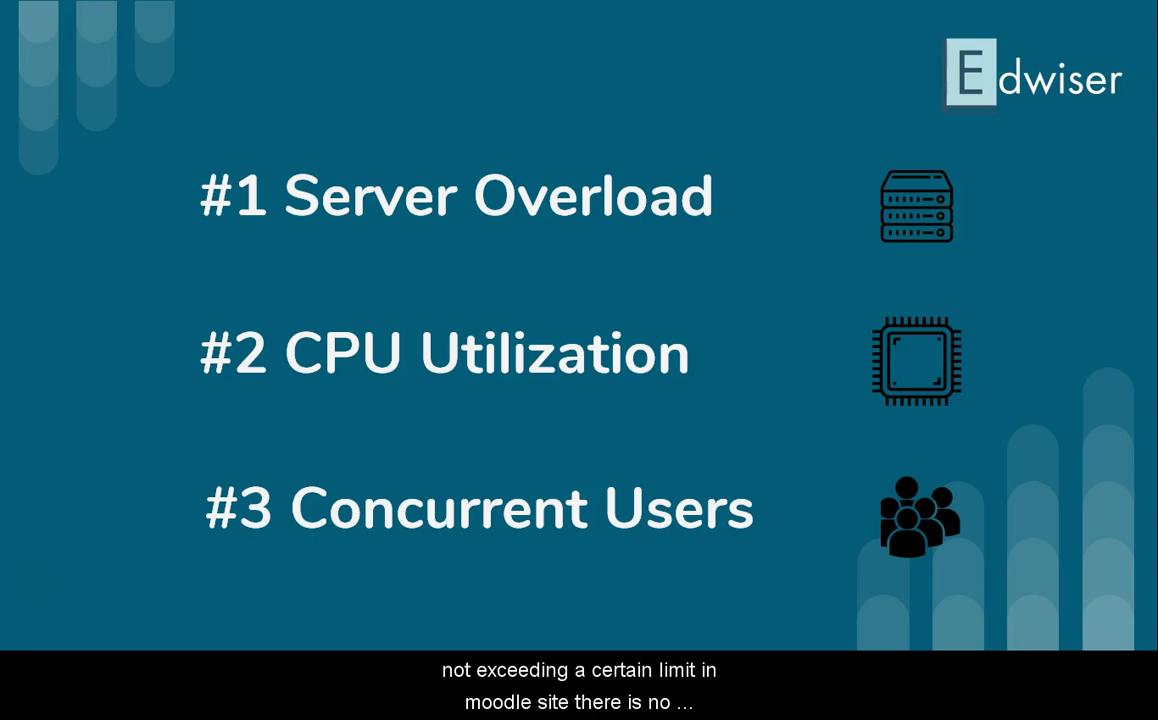 Edwiser
#1 Server Overload
#2 CPU Utilization
#3 Concurrent Users
not exceeding a certain limit in
moodle site there is no ...